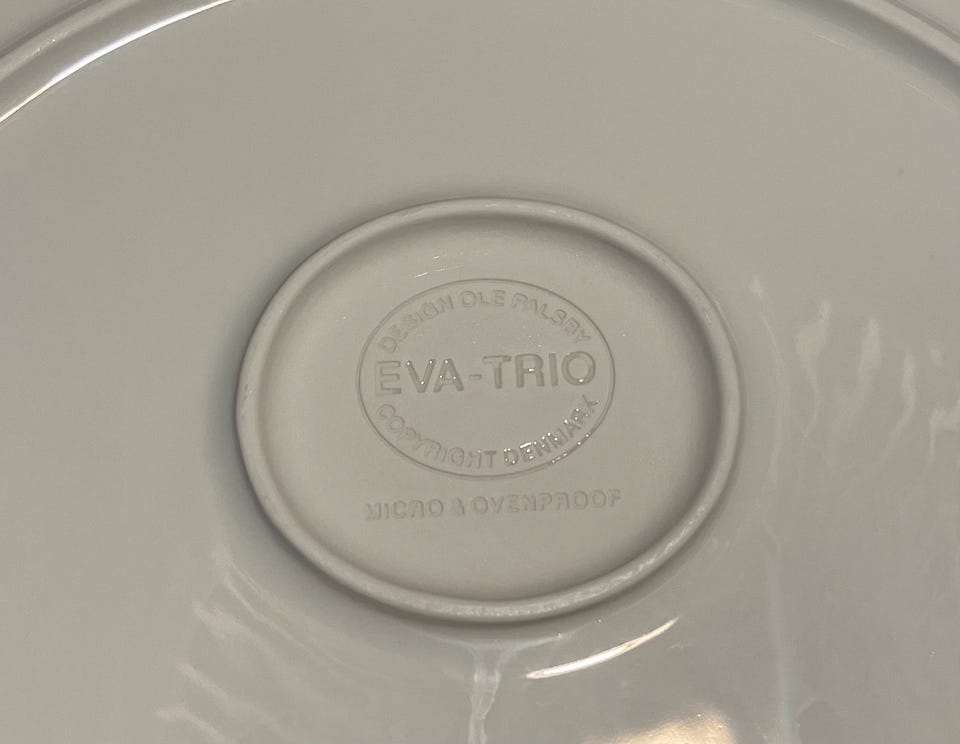 DESIGN OLE PALSBY
EVA-TRIO
COPYRIGHT DENMARK
MICRO & OVENPROOF